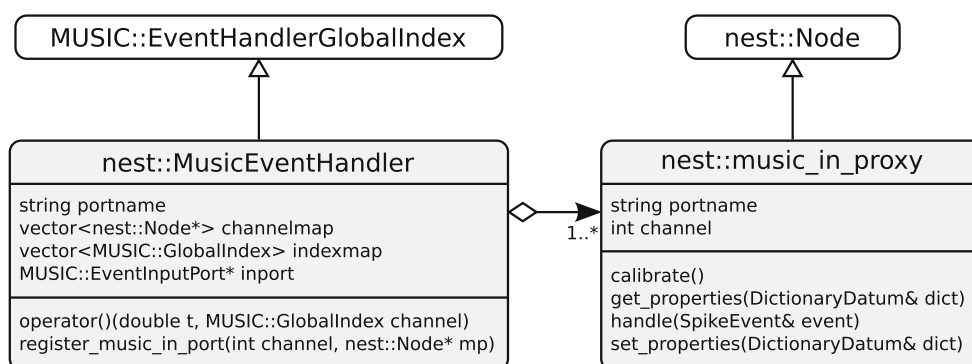 MUSIC::EventHandlerGlobalIndex
nest::Node
nest::MusicEventHandler
string portname
vector<nest::Node*> channelmap
vector<MUSIC::GlobalIndex> indexmap
MUSIC::EventInputPort* inport
operator()(double t, MUSIC::GlobalIndex channel)
register_music_in_port(int channel, nest::Node* mp)
1..*
nest::music_in_proxy
string portname
int channel
calibrate()
get_properties(DictionaryDatum& dict)
handle(SpikeEvent& event)
set_properties(DictionaryDatum& dict)